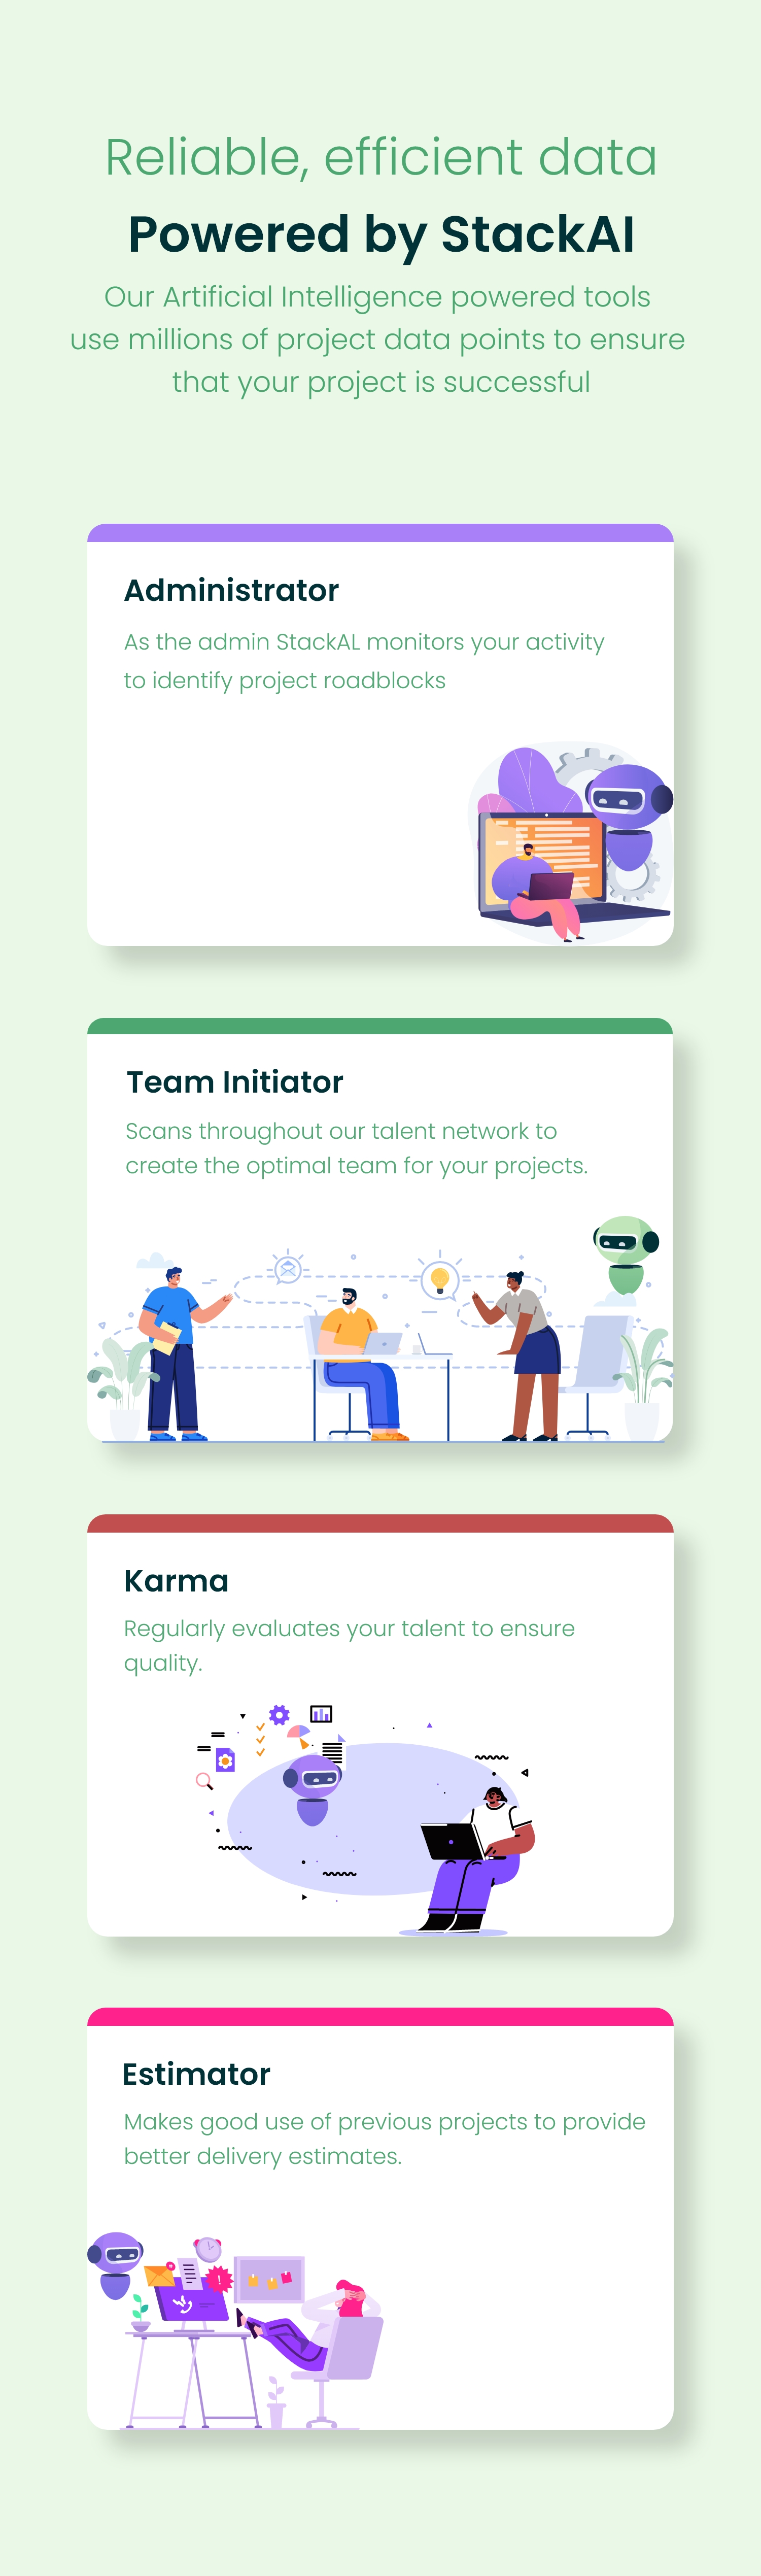 Reliable, efficient data
Powered by StackAI
Our Artificial Intelligence powered tools
use millions of project data points to ensure
that your project is successful
Administrator
As the admin StackAL monitors your activity
to identify project roadblocks
Team Initiator
Scans throughout our talent network to
create the optimal team for your projects.
Karma
Regularly evaluates your talent to ensure
quality.
Estimator
Makes good use of previous projects to provide
better delivery estimates.